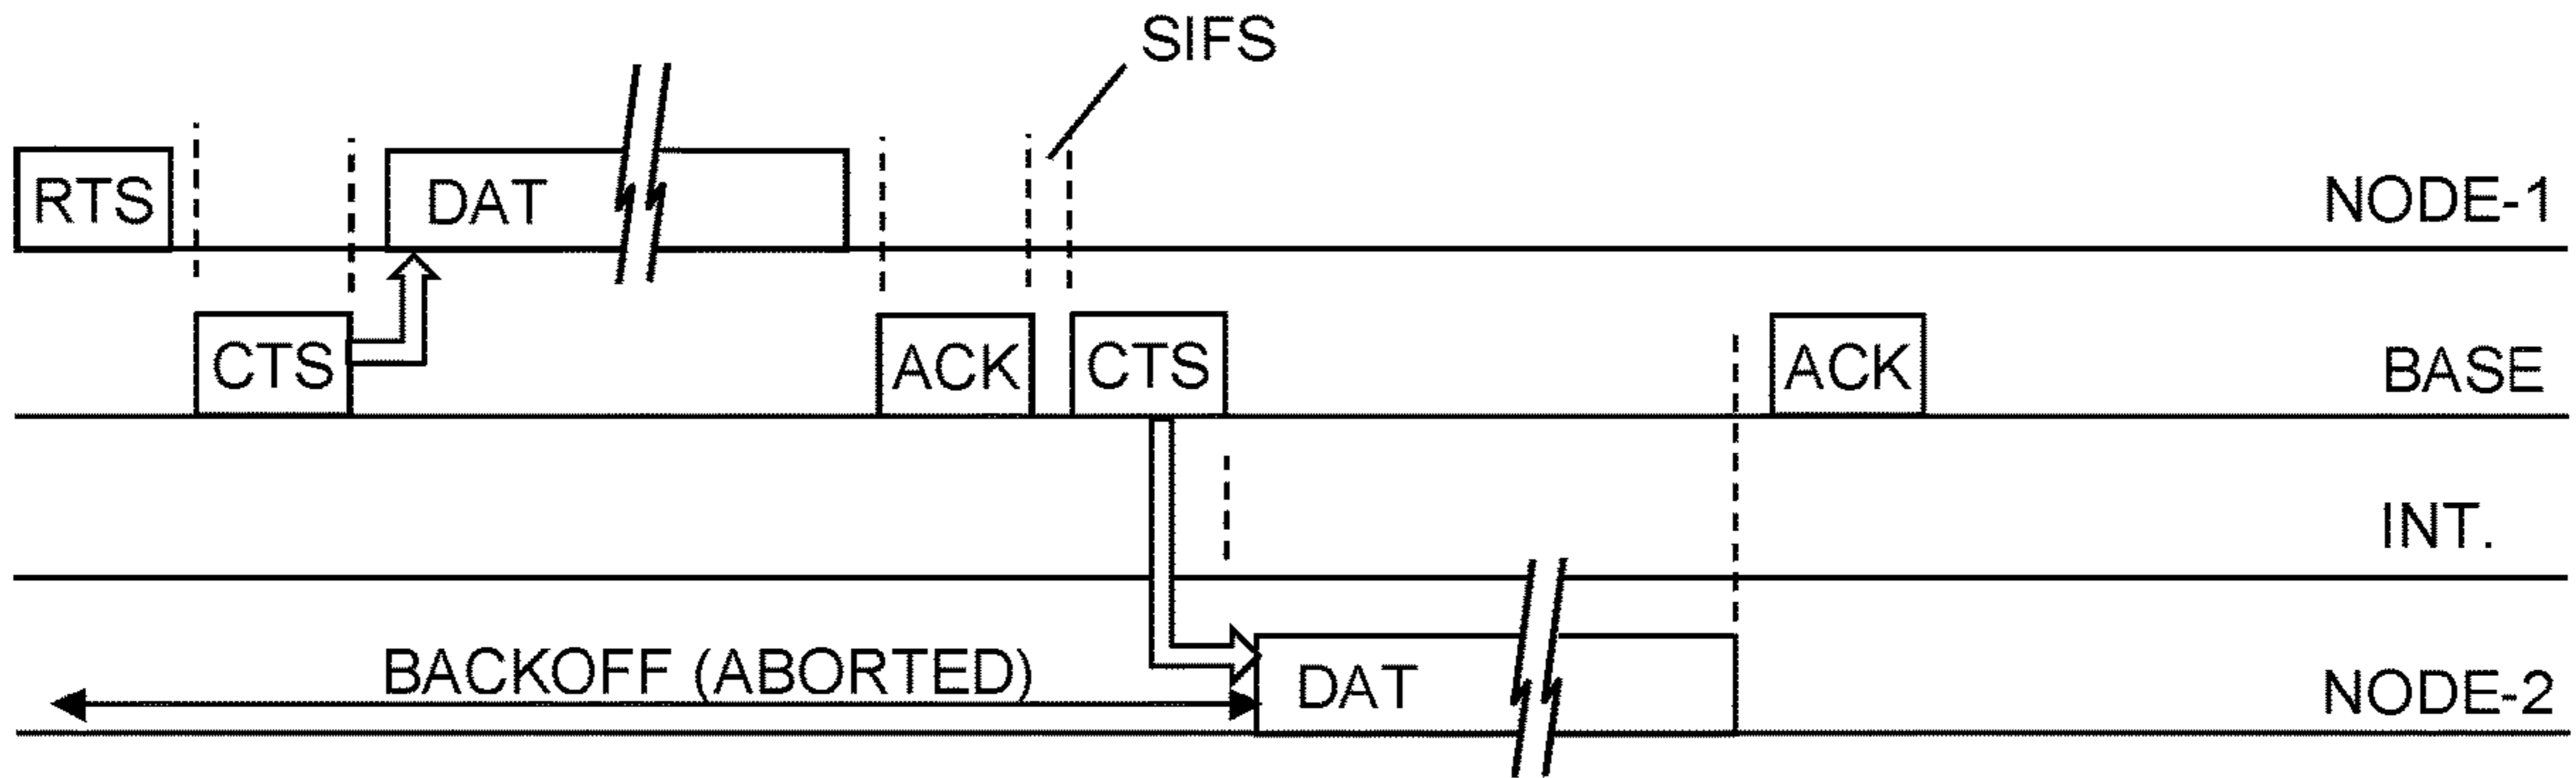 SIFS
RTS DAT NODE-1
CTS ACK CTS ACK BASE
INT.
BACKOFF (ABORTED) DAT NODE-2